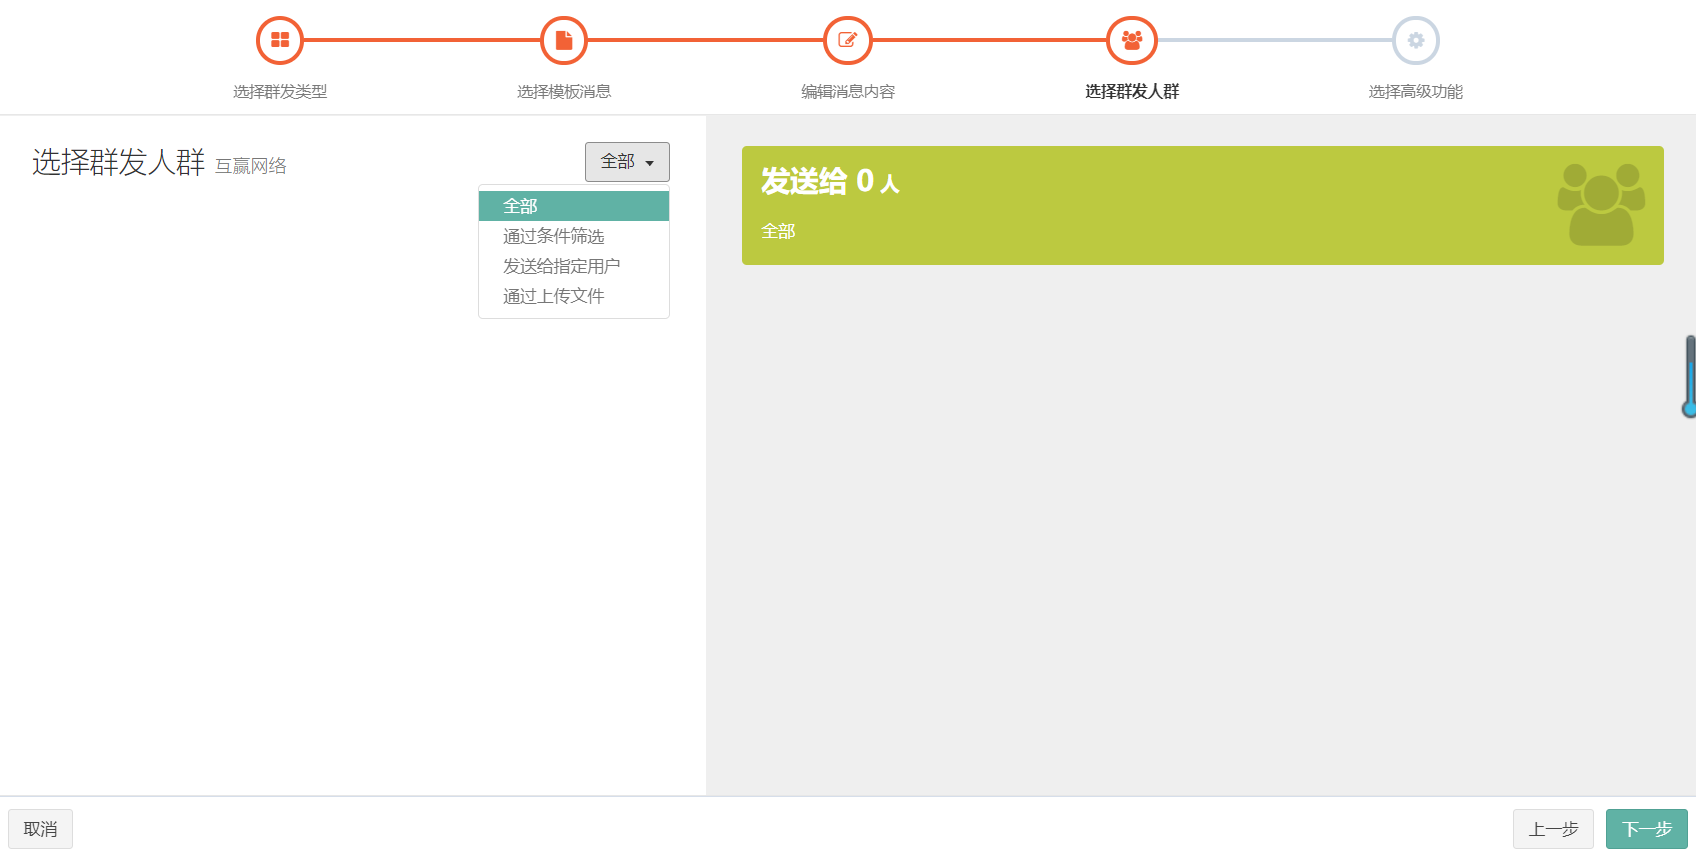 选择群发类型
选择模板消息
编辑消息内容
选择群发人群
选择高级功能
选择群发人群 互赢网络
全部
全部
通过条件筛选
发送给指定用户
通过上传文件
发送给 0 人
全部
取消
上一步
下一步